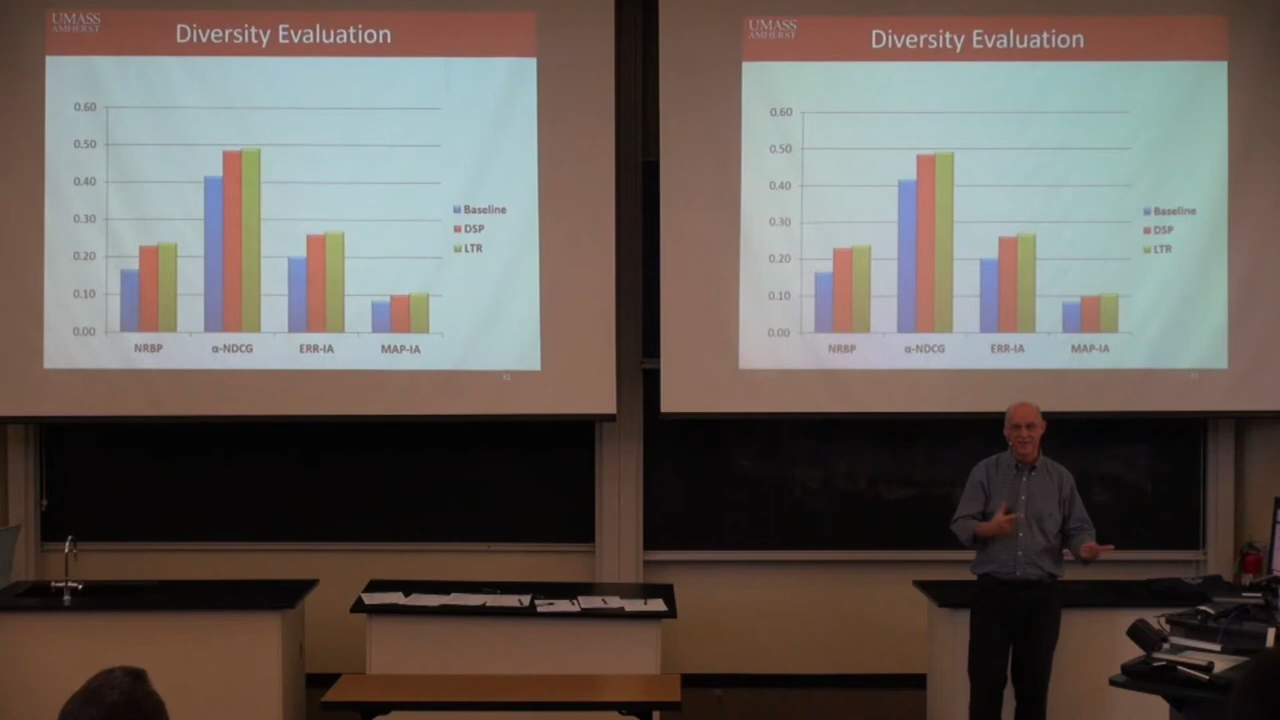 UMASS
AMHERST
Diversity Evaluation
0.60
0.50
0.40
0.30
0.20
0.10
0.00
NRBP
α-NDCG
ERR-IA
MAP-IA
Baseline
DSP
LTR
31
UMASS
AMHERST
Diversity Evaluation
0.60
0.50
0.40
0.30
0.20
0.10
0.00
NRBP
α-NDCG
ERR-IA
MAP-IA
Baseline
DSP
LTR